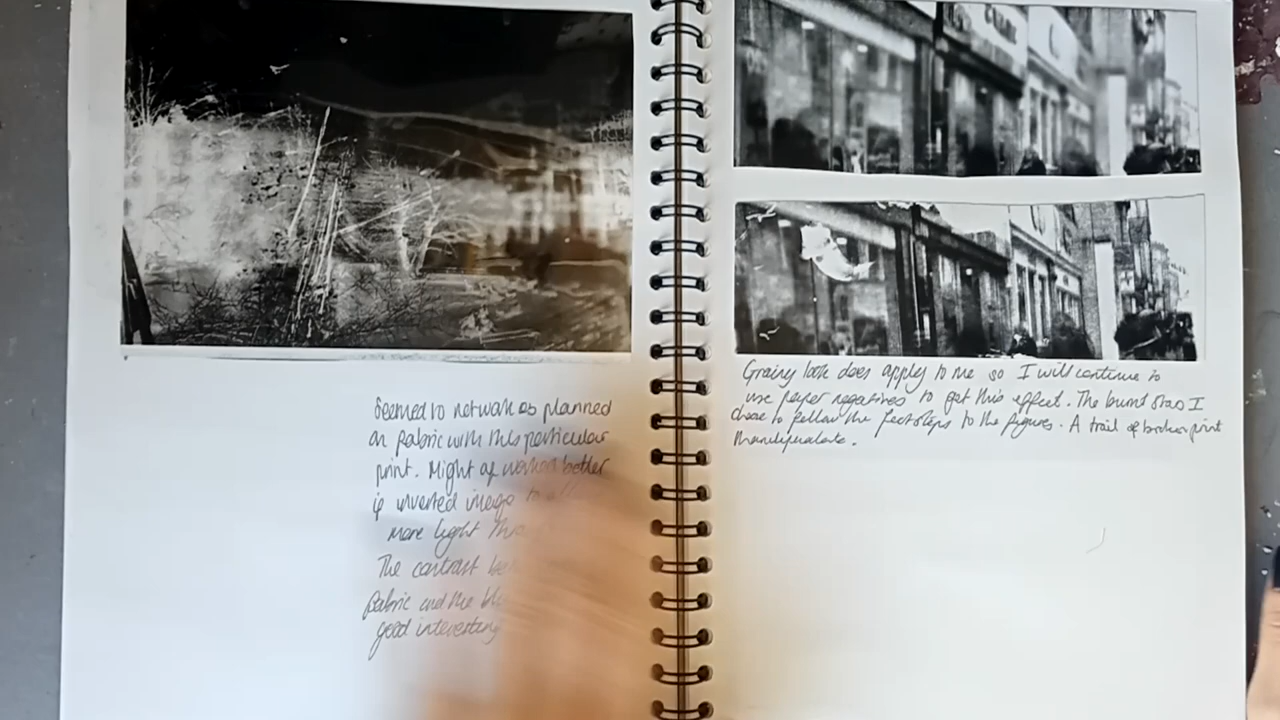 Seemed to not work as planned
on fabric with this particular
print. Might of worked better
if inverted image to
more light
The contrast
fabric and the
good interesting
Grainy look does apply to me so I will continue to
use paper negatives to get this effect. The burnt I
chose to follow the footsteps to the figures. A trail of broken print